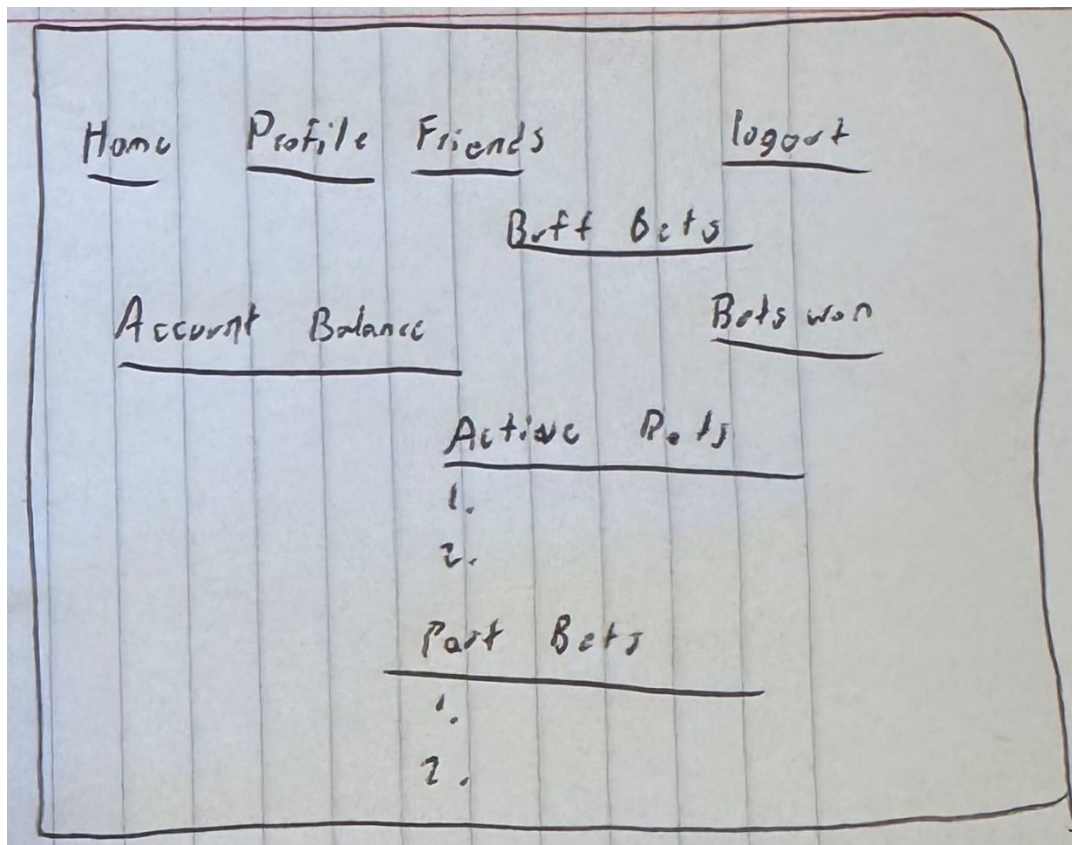 Home Profile Friends logout
Buff Bets
Account Balance Bets won
Active Bets
1.
2.
Past Bets
1.
2.